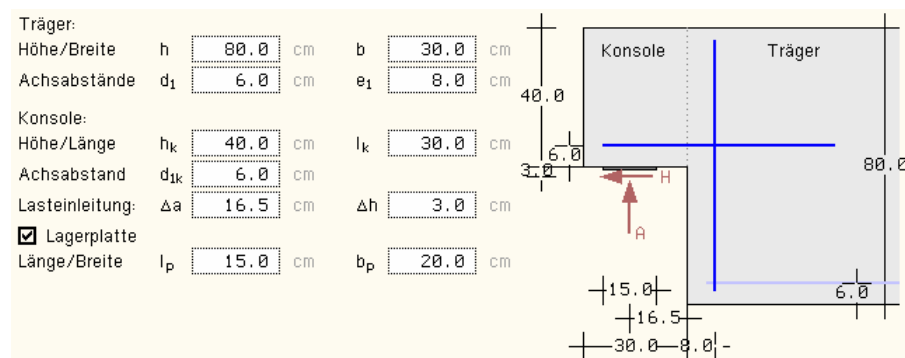 Träger:
Höhe/Breite h 80.0 cm b 30.0 cm
Achsabstände d1 6.0 cm e1 8.0 cm
Konsole:
Höhe/Länge hk 40.0 cm lk 30.0 cm
Achsabstand d1k 6.0 cm
Lasteinleitung: Δa 16.5 cm Δh 3.0 cm
Lagerplatte
Länge/Breite lp 15.0 cm bp 20.0 cm
Konsole Träger
40.0
6.0
3.0
80.0
H
A
15.0
6.0
16.5
30.0
8.0